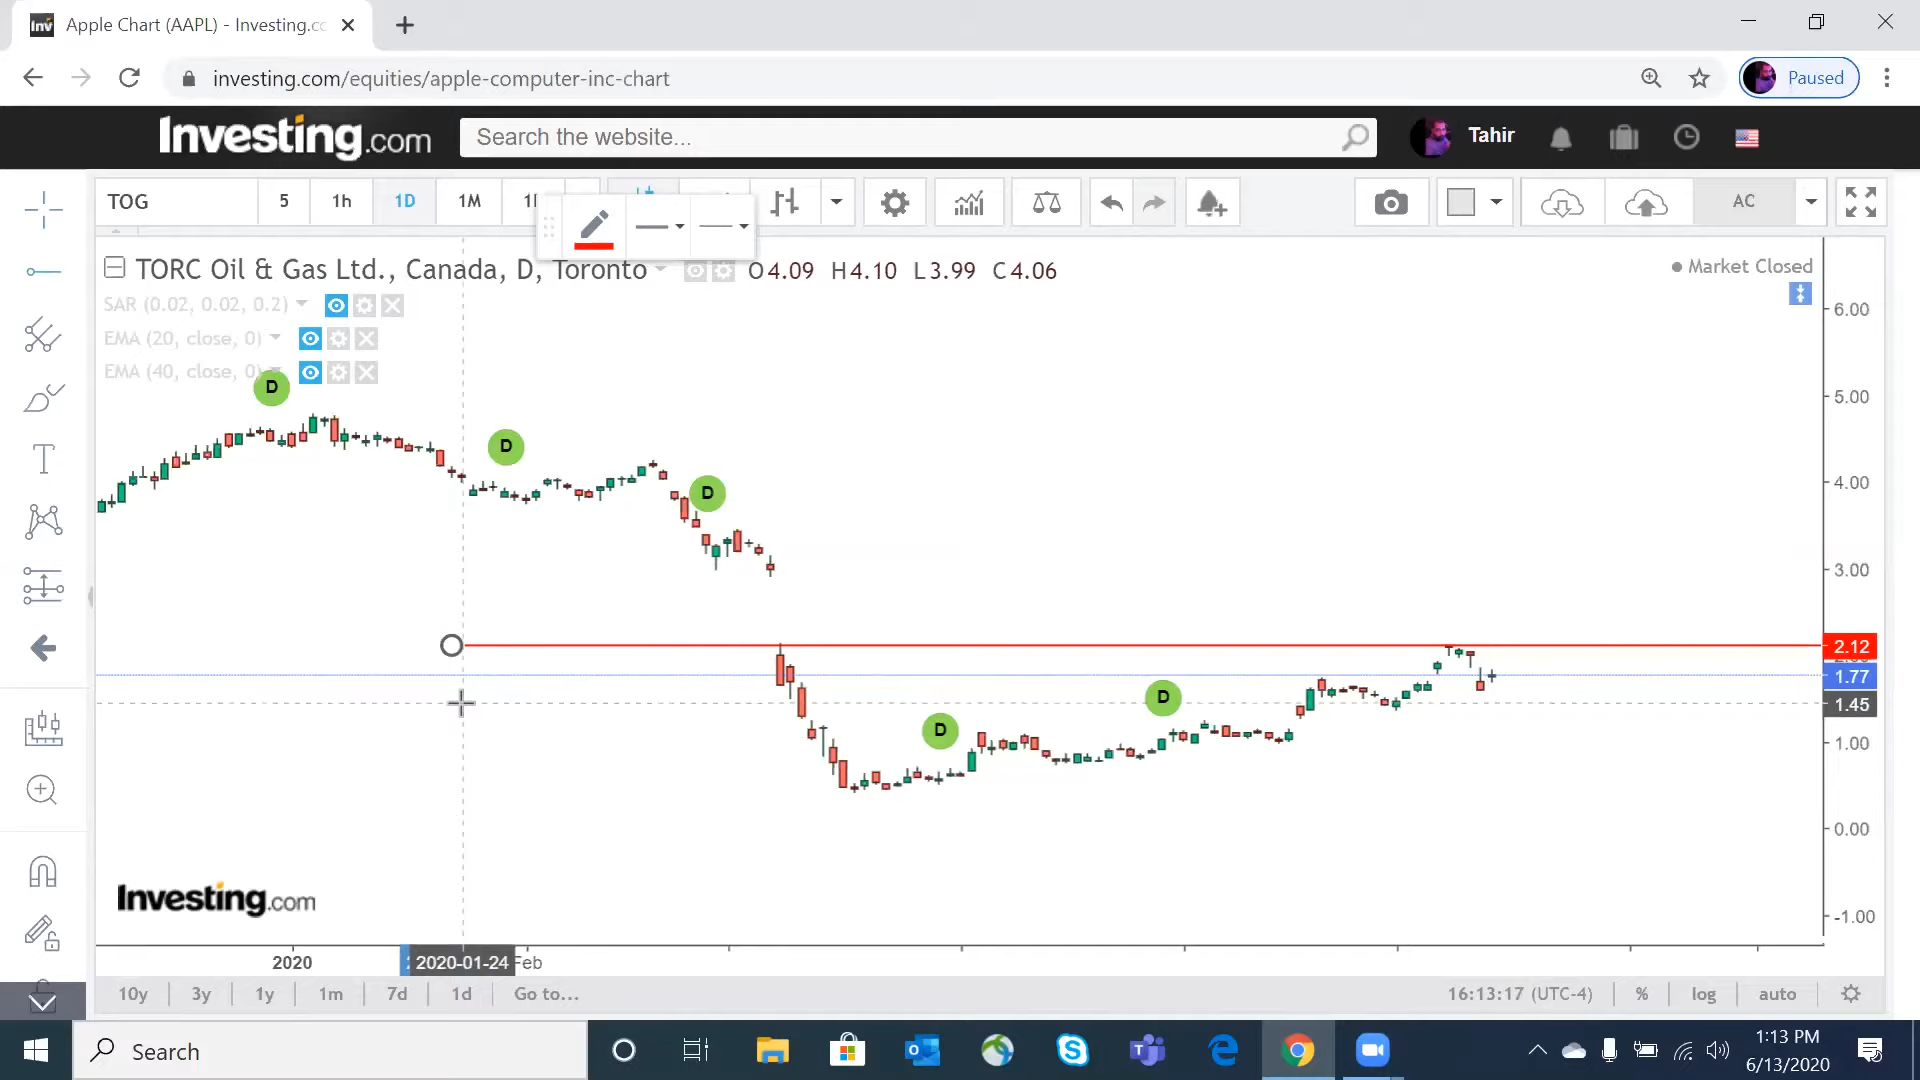 Inv Apple Chart (AAPL) - Investing.cc
investing.com/equities/apple-computer-inc-chart
Paused
Investing.com
Search the website...
Tahir
TOG
5
1h
1D
1M
AC
TORC Oil & Gas Ltd., Canada, D, Toronto
O4.09 H4.10 L3.99 C4.06
Market Closed
SAR (0.02, 0.02, 0.2)
EMA (20, close, 0)
EMA (40, close, 0)
D
D
D
D
D
6.00
5.00
4.00
3.00
2.12
1.77
1.45
1.00
0.00
-1.00
Investing.com
2020
2020-01-24
Feb
10y
3y
1y
1m
7d
1d
Go to...
16:13:17 (UTC-4)
%
log
auto
Search
1:13 PM
6/13/2020